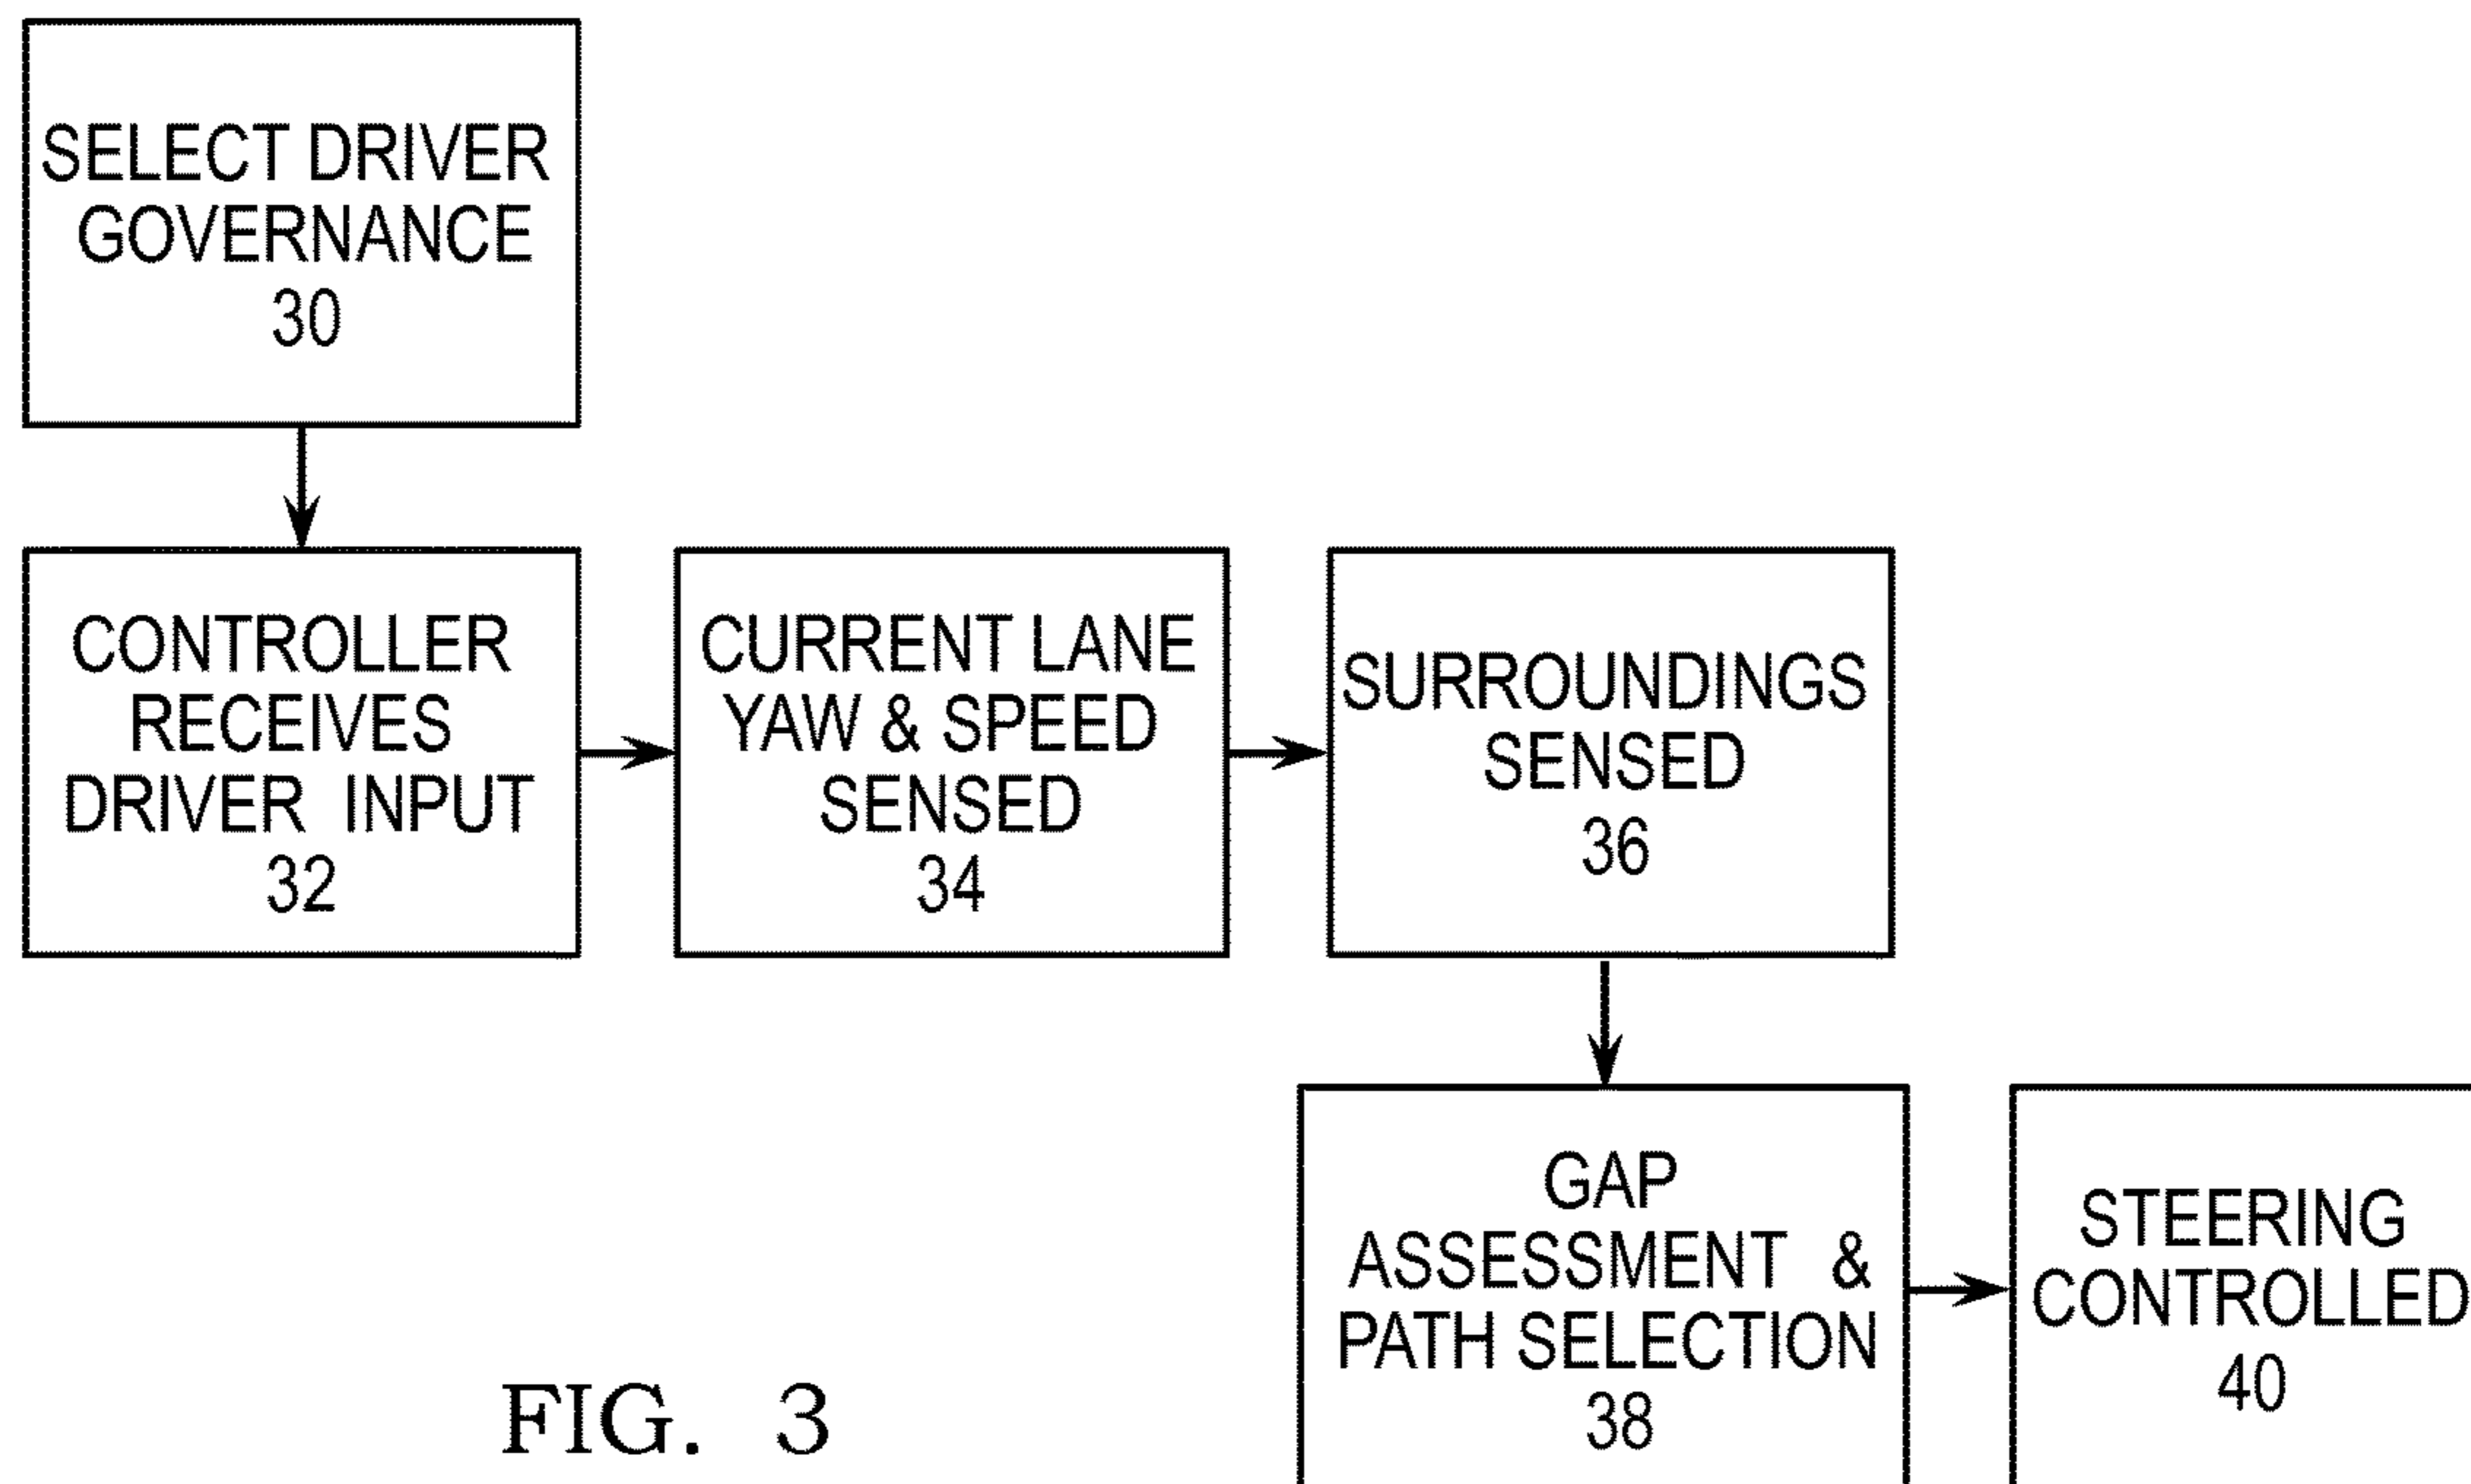 SELECT DRIVER
GOVERNANCE
30
CONTROLLER
RECEIVES
DRIVER INPUT
32
CURRENT LANE
YAW & SPEED
SENSED
34
SURROUNDINGS
SENSED
36
GAP
ASSESSMENT &
PATH SELECTION
38
STEERING
CONTROLLED
40
FIG. 3